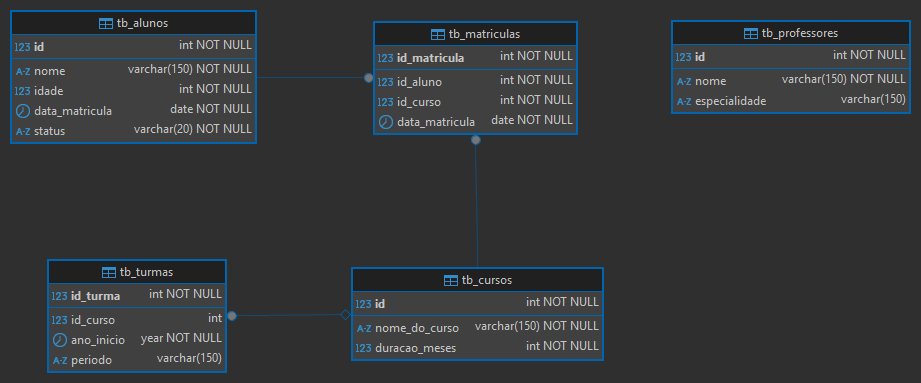 tb_alunos
123 id int NOT NULL
A-Z nome varchar(150) NOT NULL
123 idade int NOT NULL
data_matricula date NOT NULL
A-Z status varchar(20) NOT NULL
tb_matriculas
123 id_matricula int NOT NULL
123 id_aluno int NOT NULL
123 id_curso int NOT NULL
data_matricula date NOT NULL
tb_professores
123 id int NOT NULL
A-Z nome varchar(150) NOT NULL
A-Z especialidade varchar(150)
tb_turmas
123 id_turma int NOT NULL
123 id_curso int
ano_inicio year NOT NULL
A-Z periodo varchar(150)
tb_cursos
123 id int NOT NULL
A-Z nome_do_curso varchar(150) NOT NULL
123 duracao_meses int NOT NULL